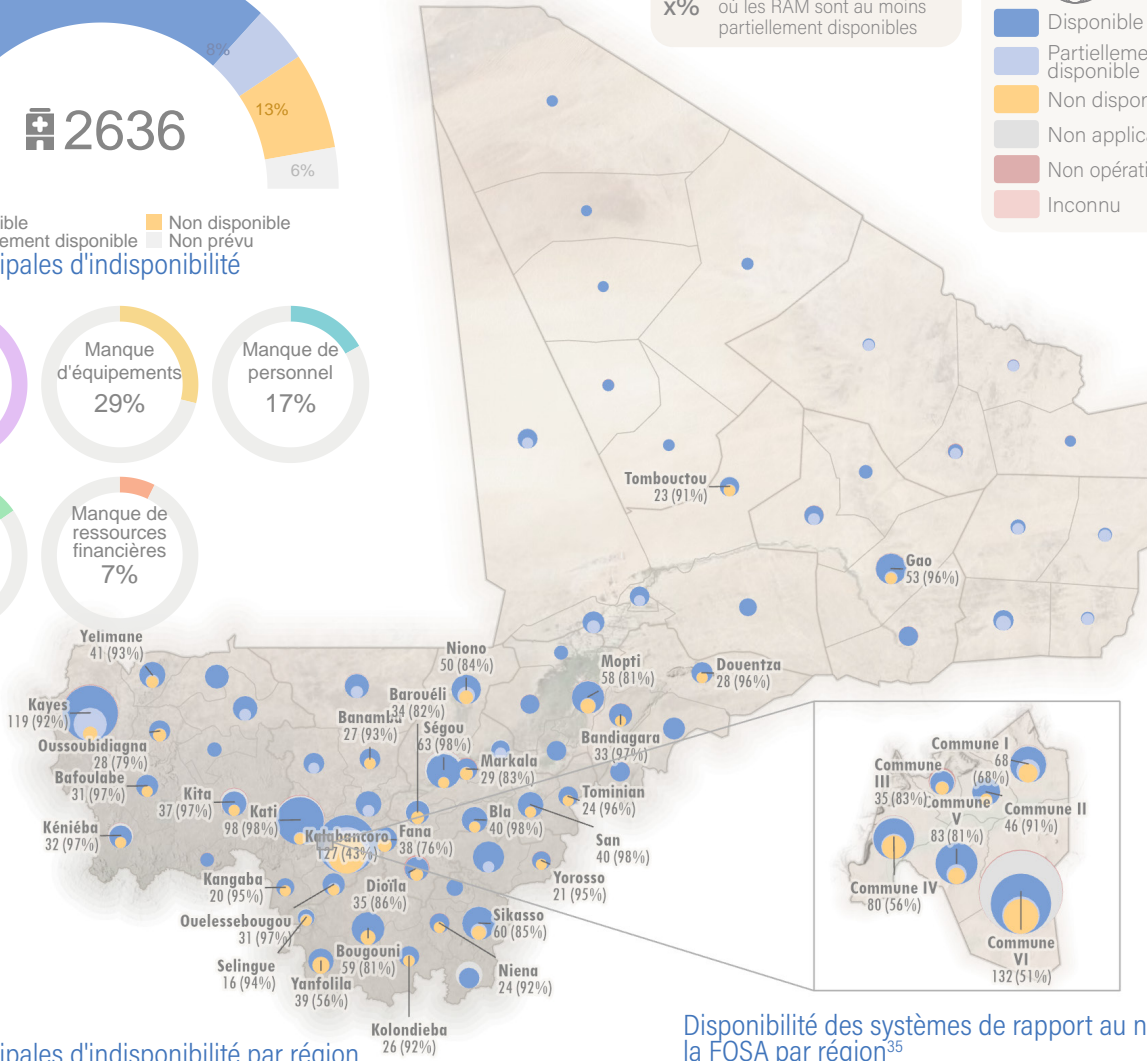 x%
où les RAM sont au moins
partiellement disponibles
Disponible
Partielleme
disponible
Non dispon
Non applic
Non opérati
Inconnu
8%
13%
6%
2636
ible
Non disponible
ement disponible
Non prévu
ipales d'indisponibilité
Manque
d'équipements
29%
Manque de
personnel
17%
Manque de
ressources
financières
7%
Tombouctou
23 (91%)
Gao
53 (96%)
Yelimane
41 (93%)
Niono
50 (84%)
Mopti
58 (81%)
Douentza
28 (96%)
Kayes
119 (92%)
Barouéli
34 (82%)
Banamba
27 (93%)
Ségou
63 (98%)
Bandiagara
33 (97%)
Oussoubidiagna
28 (79%)
Markala
29 (83%)
Bafoulabe
31 (97%)
Tominian
24 (96%)
Kita
37 (97%)
Kati
98 (98%)
Bla
40 (98%)
Kéniéba
32 (97%)
Kalabancoro
127 (43%)
Fana
38 (76%)
San
40 (98%)
Kangaba
20 (95%)
Dioïla
35 (86%)
Yorosso
21 (95%)
Ouelessebougou
31 (97%)
Sikasso
60 (85%)
Selingue
16 (94%)
Bougouni
59 (81%)
Yanfolila
39 (56%)
Niena
24 (92%)
Kolondieba
26 (92%)
Commune I
68
(68%)
Commune
III
35 (83%)
Commune II
46 (91%)
Commune
V
83 (81%)
Commune IV
80 (56%)
Commune
VI
132 (51%)
ipales d'indisponibilité par région
Disponibilité des systèmes de rapport au n
la FOSA par région35